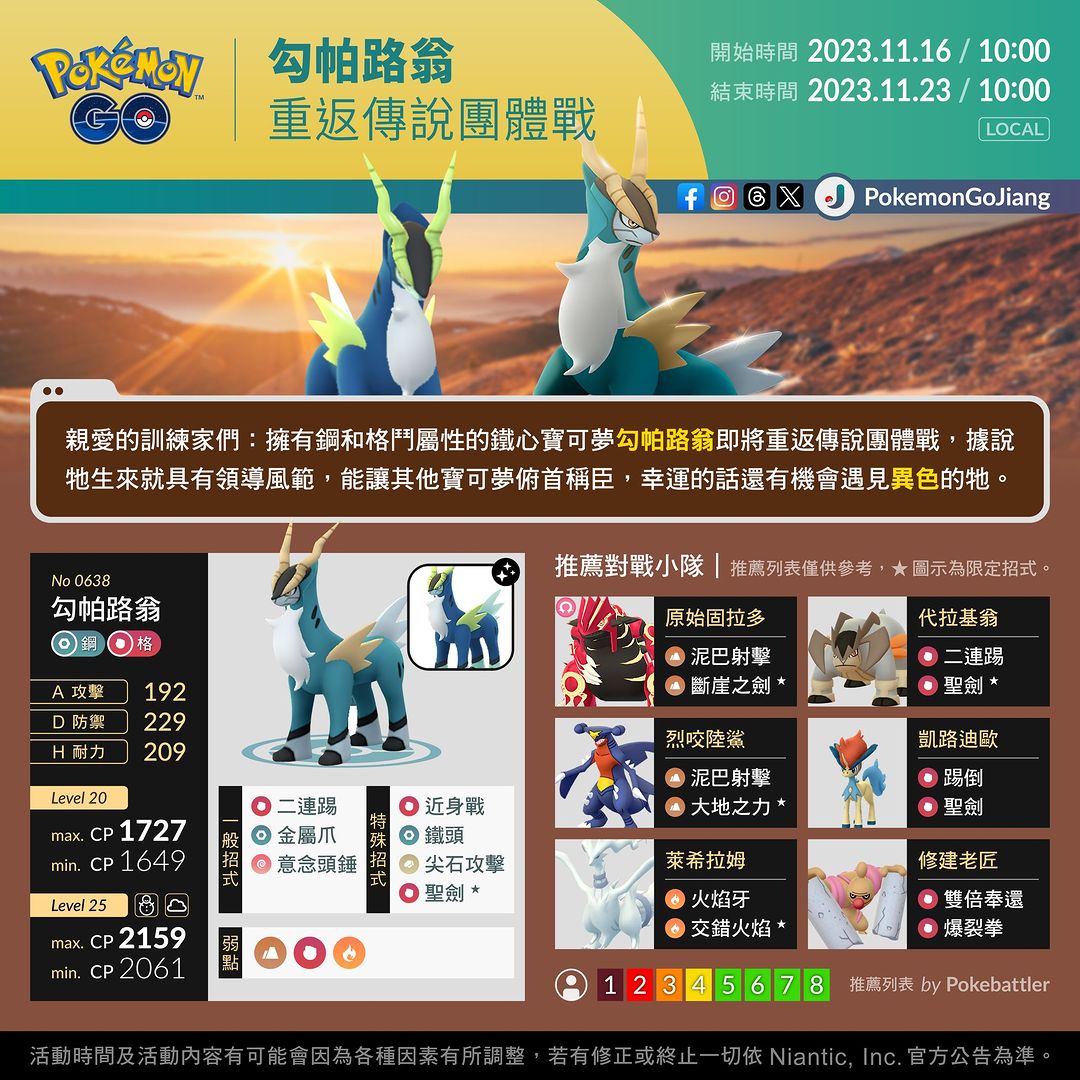 POKÉMON GO
TM
勾帕路翁
重返傳說團體戰
開始時間 2023.11.16 / 10:00
結束時間 2023.11.23 / 10:00
LOCAL
PokemonGoJiang
親愛的訓練家們：擁有鋼和格鬥屬性的鐵心寶可夢勾帕路翁即將重返傳說團體戰，據說
牠生來就具有領導風範，能讓其他寶可夢俯首稱臣，幸運的話還有機會遇見異色的牠。
No 0638
勾帕路翁
鋼 格
A 攻擊 192
D 防禦 229
H 耐力 209
Level 20
max. CP 1727
min. CP 1649
Level 25
max. CP 2159
min. CP 2061
一般招式
二連踢
金屬爪
意念頭錘
特殊招式
近身戰
鐵頭
尖石攻擊
聖劍 ★
弱點
推薦對戰小隊｜推薦列表僅供參考，★ 圖示為限定招式。
原始固拉多
泥巴射擊
斷崖之劍 ★
代拉基翁
二連踢
聖劍 ★
烈咬陸鯊
泥巴射擊
大地之力 ★
凱路迪歐
踢倒
聖劍
萊希拉姆
火焰牙
交錯火焰 ★
修建老匠
雙倍奉還
爆裂拳
1 2 3 4 5 6 7 8
推薦列表 by Pokebattler
活動時間及活動內容有可能會因為各種因素有所調整，若有修正或終止一切依 Niantic, Inc. 官方公告為準。